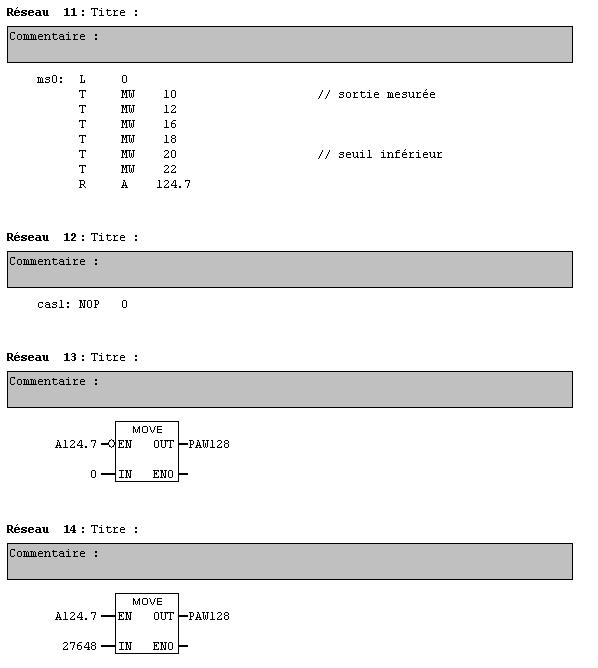 Réseau 11 : Titre :
Commentaire :
ms0: L 0
T MW 10 // sortie mesurée
T MW 12
T MW 16
T MW 18
T MW 20 // seuil inférieur
T MW 22
R A 124.7
Réseau 12 : Titre :
Commentaire :
cas1: NOP 0
Réseau 13 : Titre :
Commentaire :
MOVE
A124.7 EN OUT PAW128
0 IN ENO
Réseau 14 : Titre :
Commentaire :
MOVE
A124.7 EN OUT PAW128
27648 IN ENO